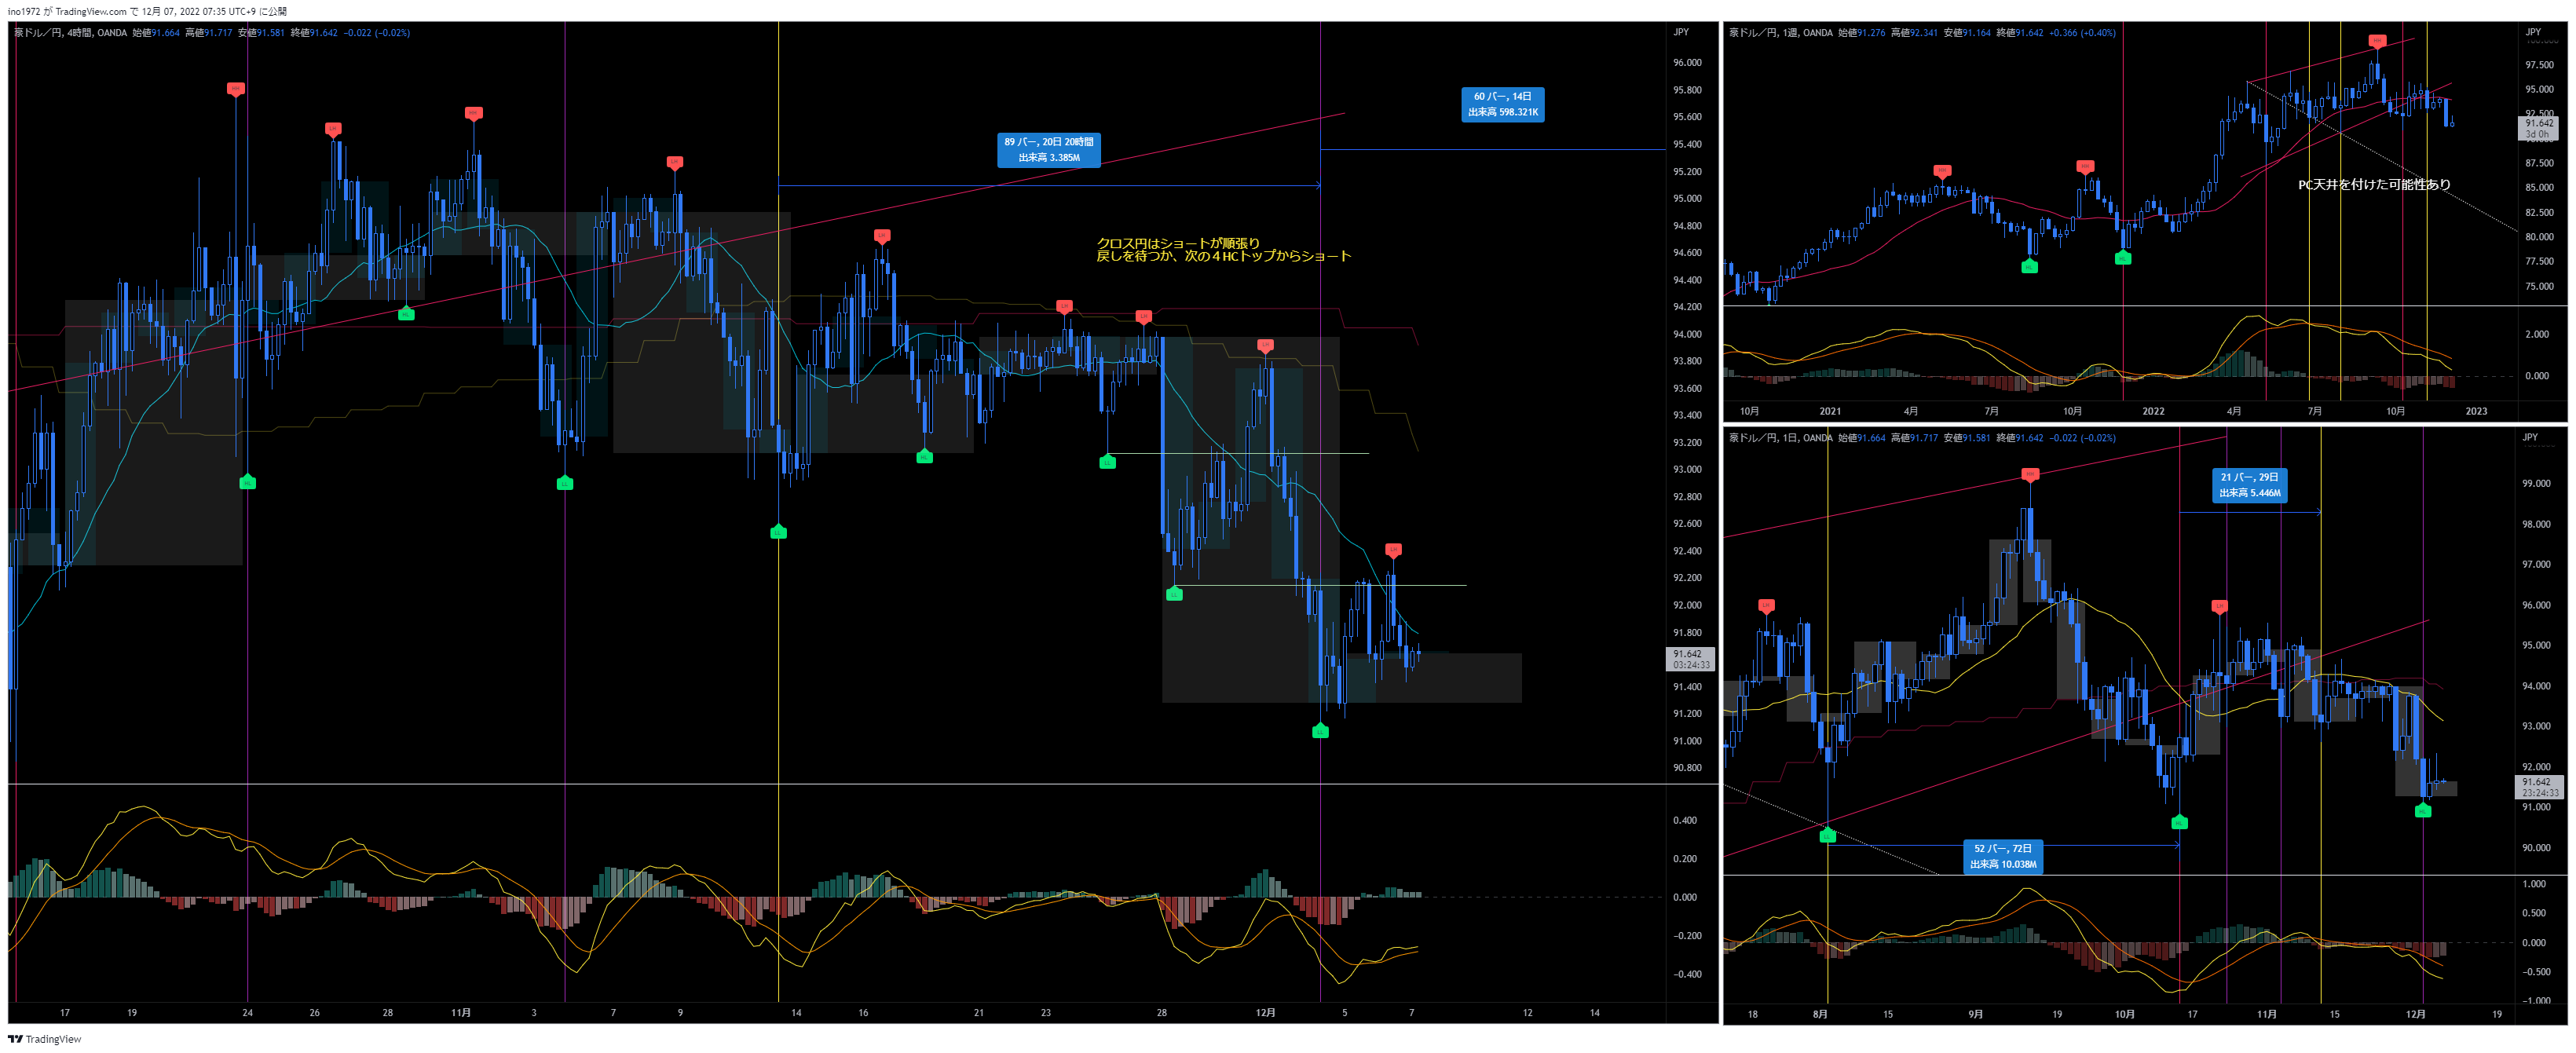 ino1972 が TradingView.com で 12月 07, 2022 07:35 UTC+9 に公開
豪ドル／円, 4時間, OANDA 始値91.664 高値91.717 安値91.581 終値91.642 −0.022 (−0.02%)
JPY
96.000
95.800
95.600
95.400
95.200
95.000
94.800
94.600
94.400
94.200
94.000
93.800
93.600
93.400
93.200
93.000
92.800
92.600
92.400
92.200
92.000
91.800
91.642
03:24:33
91.400
91.200
91.000
90.800
60 バー, 14日
出来高 598.321K
89 バー, 20日 20時間
出来高 3.385M
クロス円はショートが順張り
戻しを待つか、次の４HCトップからショート
0.400
0.200
0.000
−0.200
−0.400
17 19 24 26 28 11月 3 7 9 14 16 21 23 28 12月 5 7 12 14
豪ドル／円, 1週, OANDA 始値91.276 高値92.341 安値91.164 終値91.642 +0.366 (+0.40%)
JPY
97.500
95.000
92.500
91.642
3d 0h
87.500
85.000
82.500
80.000
77.500
75.000
PC天井を付けた可能性あり
2.000
0.000
10月 2021 4月 7月 10月 2022 4月 7月 10月 2023
豪ドル／円, 1日, OANDA 始値91.664 高値91.717 安値91.581 終値91.642 −0.022 (−0.02%)
JPY
99.000
98.000
97.000
96.000
95.000
94.000
93.000
92.000
91.642
23:24:33
91.000
90.000
21 バー, 29日
出来高 5.446M
52 バー, 72日
出来高 10.038M
1.000
0.500
0.000
−0.500
−1.000
18 8月 15 9月 19 10月 17 11月 15 12月 19
TradingView